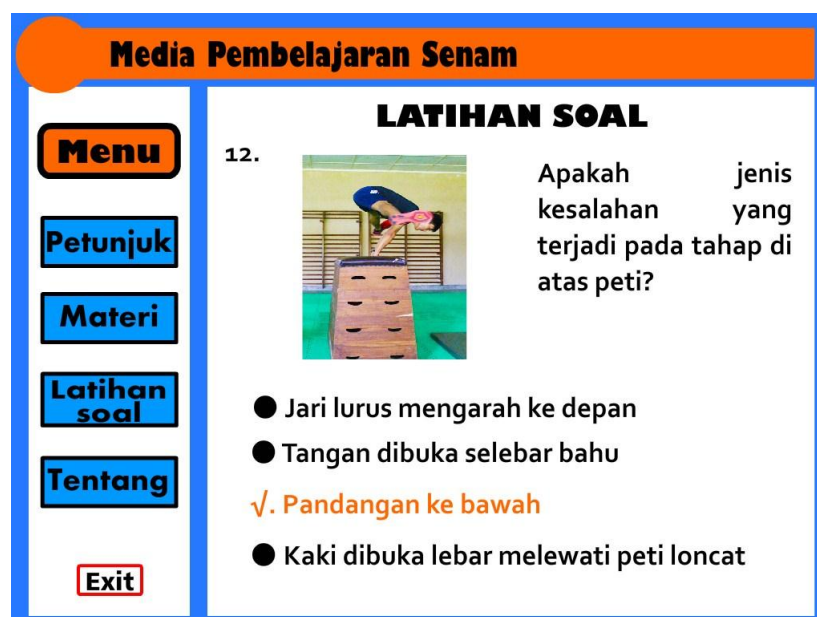 Media Pembelajaran Senam
LATIHAN SOAL
Menu
Petunjuk
Materi
Latihan
soal
Tentang
Exit
12.
Apakah jenis
kesalahan yang
terjadi pada tahap di
atas peti?
● Jari lurus mengarah ke depan
● Tangan dibuka selebar bahu
√. Pandangan ke bawah
● Kaki dibuka lebar melewati peti loncat